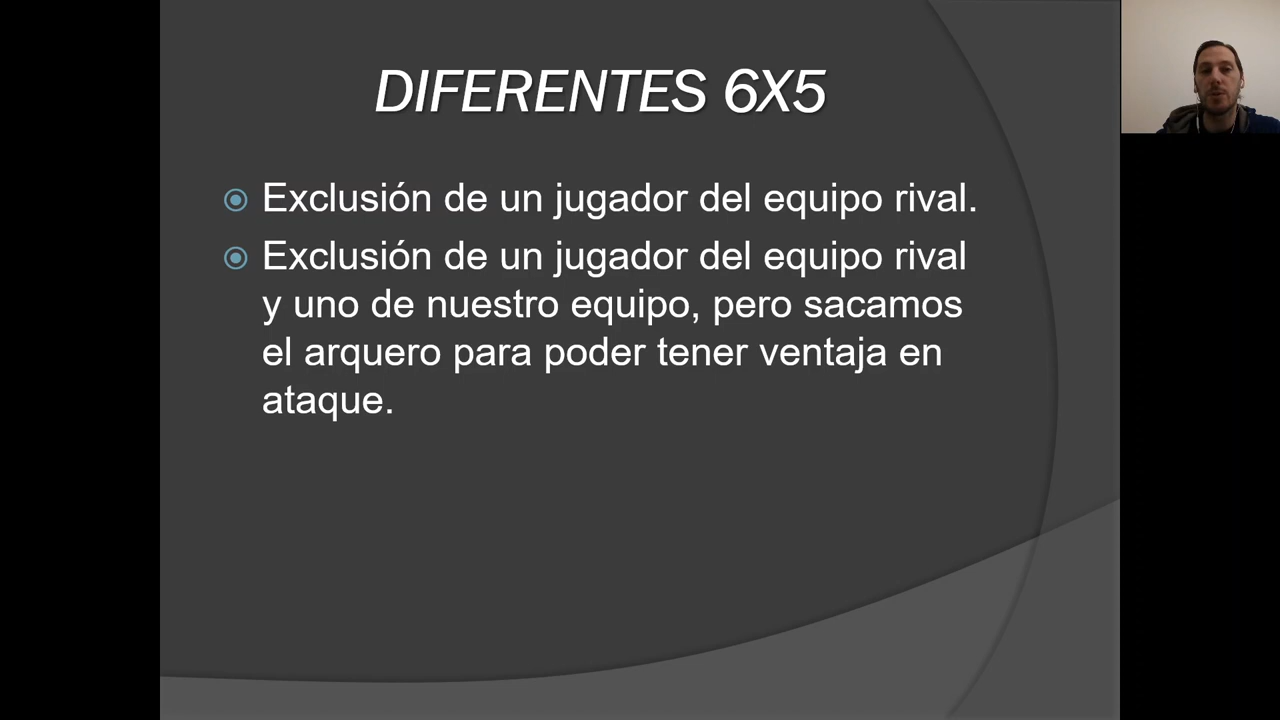 DIFERENTES 6X5
Exclusión de un jugador del equipo rival.
Exclusión de un jugador del equipo rival
y uno de nuestro equipo, pero sacamos
el arquero para poder tener ventaja en
ataque.